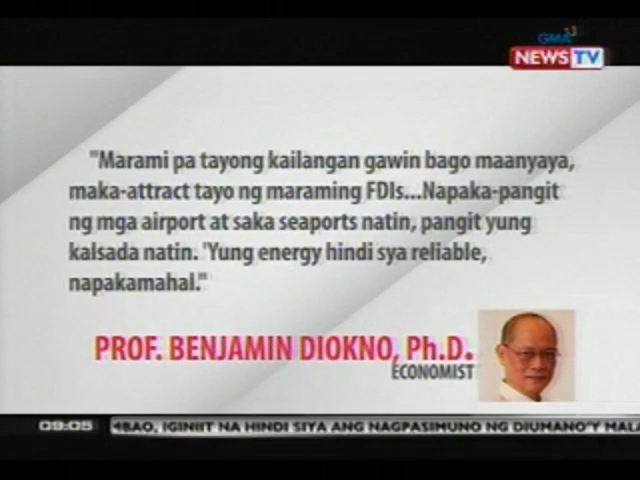 GMA
NEWS TV
"Marami pa tayong kailangan gawin bago maanyaya,
maka-attract tayo ng maraming FDIs...Napaka-pangit
ng mga airport at saka seaports natin, pangit yung
kalsada natin. 'Yung energy hindi sya reliable,
napakamahal."
PROF. BENJAMIN DIOKNO, Ph.D.
ECONOMIST
09:05 MBAO, IGINIIT NA HINDI SIYA ANG NAGPASIMUNO NG DIUMANO'Y MALA